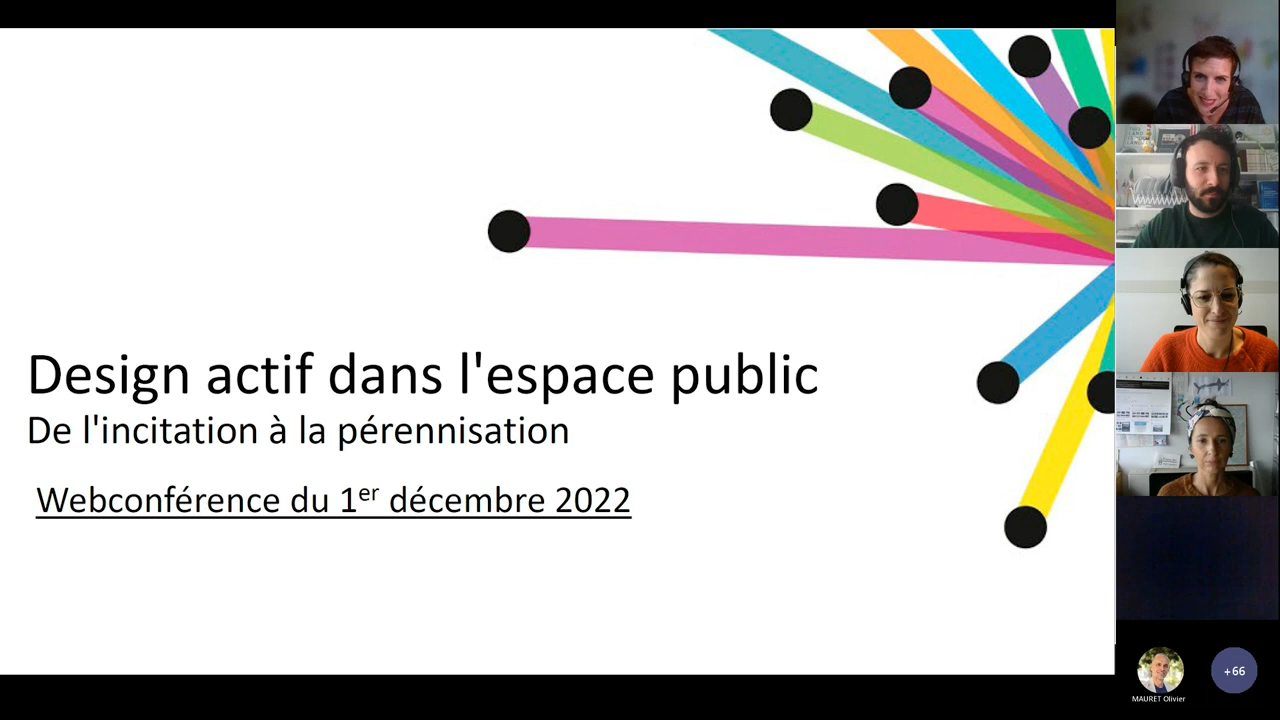 Design actif dans l'espace public
De l'incitation à la pérennisation
Webconférence du 1er décembre 2022
MAURET Olivier
+66